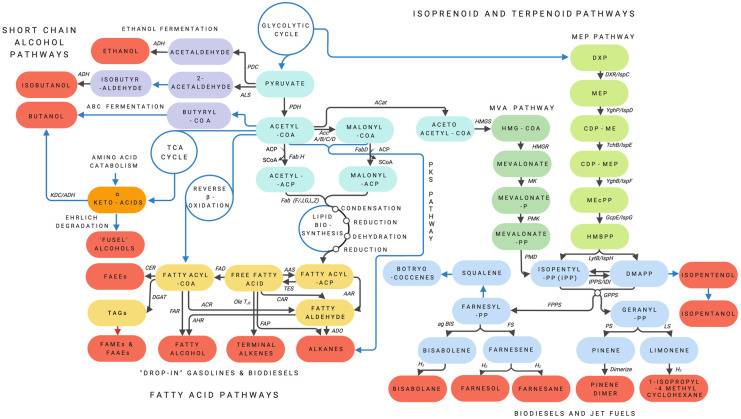 ISOPRENOID AND TERPENOID PATHWAYS
SHORT CHAIN
ALCOHOL
PATHWAYS
ETHANOL FERMENTATION
GLYCOLYTIC
CYCLE
MEP PATHWAY
ETHANOL
ADH
ACETALDEHYDE
PDC
DXP
DXR/IspC
ISOBUTANOL
ADH
ISOBUTYR
-ALDEHYDE
2-
ACETALDEHYDE
ALS
PYRUVATE
MEP
YghP/IspD
ABC FERMENTATION
PDH
ACat
MVA PATHWAY
BUTANOL
BUTYRYL
-COA
ACETYL
-COA
Acc
A/B/C/D
MALONYL
-COA
ACETO
ACETYL-COA
HMGS
HMG-COA
CDP-ME
TchB/IspE
TCA
CYCLE
ACP
SCoA
Fab H
FabD
ACP
SCoA
HMGR
MEVALONATE
CDP-MEP
YghB/IspF
AMINO ACID
CATABOLISM
KDC/ADH
REVERSE
β-
OXIDATION
ACETYL-
-ACP
MALONYL
-ACP
PKS PATHWAY
MK
MEVALONATE
-P
MEcPP
GcpE/IspG
α
KETO-ACIDS
Fab (F/J,G,I,Z)
CONDENSATION
REDUCTION
DEHYDRATION
REDUCTION
LIPID
BIO-
SYNTHESIS
PMK
MEVALONATE
-PP
HMBPP
LytB/IspH
EHRLICH
DEGRADATION
'FUSEL'
ALCOHOLS
PMD
FAEEs
CER
FATTY ACYL-
COA
FAD
FREE FATTY
ACID
AAS
TES
FATTY ACYL-
ACP
BOTRYO
-COCCENES
SQUALENE
ISOPENTYL
-PP(IPP)
IPPS/IDI
DMAPP
ISOPENTENOL
DGAT
TAGs
FAR
ACR
AHR
Ole TJE
CAR
FAP
AAR
FATTY
ALDEHYDE
ADO
FPPS
GPPS
FARNESYL
-PP
GERANYL
-PP
ISOPENTANOL
ag BIS
FS
PS
LS
FAMEs &
FAAEs
FATTY
ALCOHOL
TERMINAL
ALKENES
ALKANES
BISABOLENE
FARNESENE
PINENE
LIMONENE
H₂
H₂
H₂
Dimerize
H₂
"DROP-IN" GASOLINES & BIODIESELS
BISABOLANE
FARNESOL
FARNESANE
PINENE
DIMER
1-ISOPROPYL
-4 METHYL
CYCLOHEXANE
FATTY ACID PATHWAYS
BIODIESELS AND JET FUELS